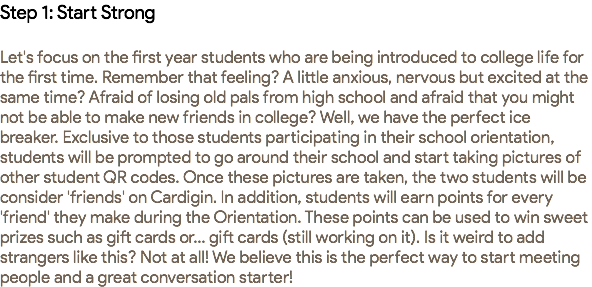 Step 1: Start Strong
Let's focus on the first year students who are being introduced to college life for
the first time. Remember that feeling? A little anxious, nervous but excited at the
same time? Afraid of losing old pals from high school and afraid that you might
not be able to make new friends in college? Well, we have the perfect ice
breaker. Exclusive to those students participating in their school orientation,
students will be prompted to go around their school and start taking pictures of
other student QR codes. Once these pictures are taken, the two students will be
consider 'friends' on Cardigin. In addition, students will earn points for every
'friend' they make during the Orientation. These points can be used to win sweet
prizes such as gift cards or... gift cards (still working on it). Is it weird to add
strangers like this? Not at all! We believe this is the perfect way to start meeting
people and a great conversation starter!